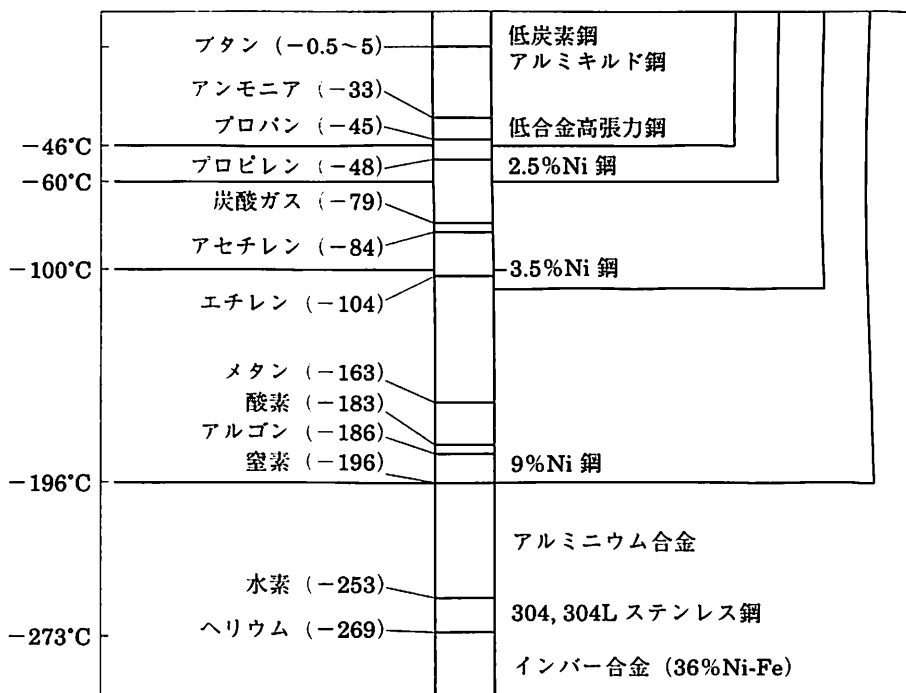 ブタン (−0.5~5)
低炭素鋼
アルミキルド鋼
アンモニア (−33)
プロパン (−45)
低合金高張力鋼
−46°C
プロピレン (−48)
2.5%Ni 鋼
−60°C
炭酸ガス (−79)
アセチレン (−84)
−100°C
3.5%Ni 鋼
エチレン (−104)
メタン (−163)
酸素 (−183)
アルゴン (−186)
窒素 (−196)
9%Ni 鋼
−196°C
アルミニウム合金
水素 (−253)
304, 304L ステンレス鋼
ヘリウム (−269)
−273°C
インバー合金 (36%Ni-Fe)